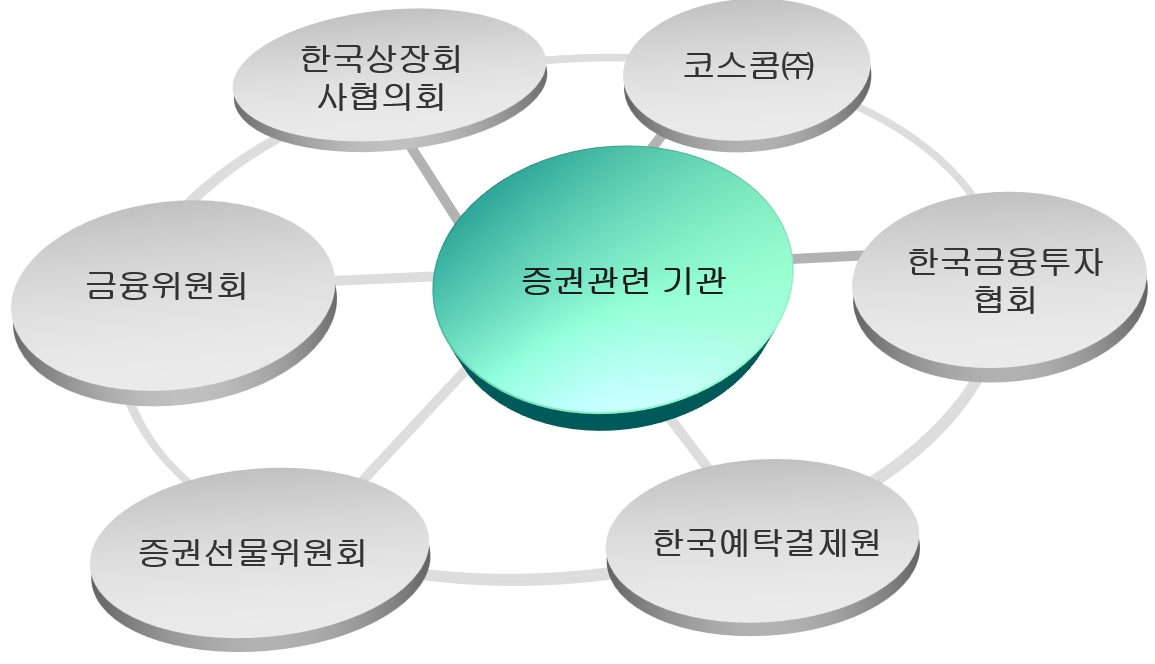 한국상장회
사협의회
코스콤㈜
금융위원회
증권관련 기관
한국금융투자
협회
증권선물위원회
한국예탁결제원